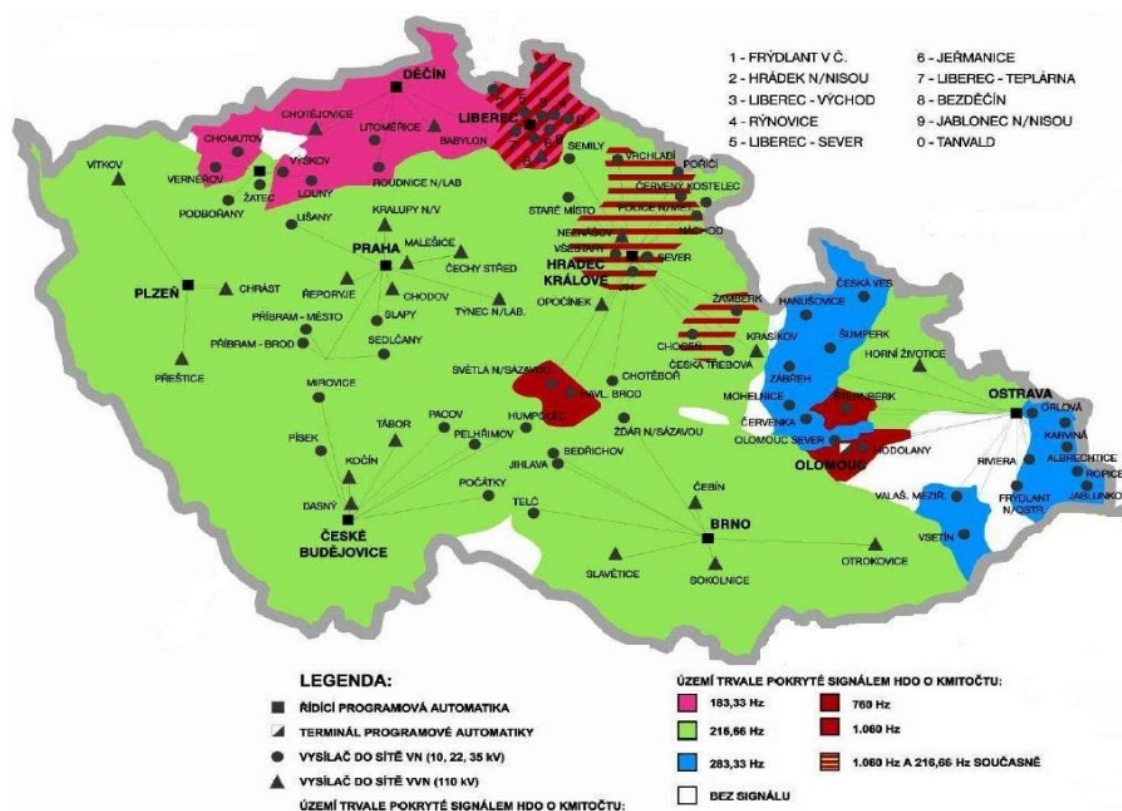 1 - FRÝDLANT V Č.
2 - HRÁDEK N/NISOU
3 - LIBEREC - VÝCHOD
4 - RÝNOVICE
5 - LIBEREC - SEVER
6 - JEŘMANICE
7 - LIBEREC - TEPLÁRNA
8 - BEZDĚČÍN
9 - JABLONEC N/NISOU
0 - TANVALD
DĚČÍN
CHOTĚJOVICE
LIBEREC
CHOMUTOV
LITOMĚŘICE
BABYLON
SEMILY
VRCHLABÍ
POŘÍČÍ
VÍTKOV
VÝŠKOV
VERNÉŘOV
ČERVENÝ KOSTELEC
ŽATEC
LOUNY
ROUDNICE N/LAB
POLICE N/MET.
PODBOŘANY
LIŠANY
STARÉ MÍSTO
KRALUPY N/V
NÁCHOD
NEZNÁŠOV
MALEŠICE
PRAHA
VŠESTARY
SEVER
ČECHY STŘED
HRADEC
KRÁLOVÉ
JIH
ČESKÁ VES
PLZEŇ
CHRÁST
ŘEPORYJE
CHODOV
TÝNEC N/LAB.
OPOČÍNEK
ŽAMBERK
HANUŠOVICE
PŘÍBRAM - MĚSTO
SLAPY
KRASÍKOV
ŠUMPERK
PŘÍBRAM - BROD
SEDLČANY
CHOCEŇ
ČESKÁ TŘEBOVÁ
HORNÍ ŽIVOTICE
PŘEŠTICE
SVĚTLÁ N/SÁZAVOU
ZÁBŘEH
MIROVICE
CHOTĚBOŘ
HAVL. BROD
MOHELNICE
ŠTERNBERK
OSTRAVA
PACOV
HUMPOLEC
ORLOVÁ
TÁBOR
ŽĎÁR N/SÁZAVOU
ČERVENKA
PÍSEK
PELHŘIMOV
OLOMOUC SEVER
HODOLANY
KARVINÁ
BEDŘICHOV
OLOMOUC
RIVIERA
ALBRECHTICE
KOČÍN
JIHLAVA
ROPICE
POČÁTKY
ČEBÍN
VALAŠ. MEZIŘ.
FRÝDLANT
N/OSTR.
JABLUNKO
DASNÝ
TELČ
ČESKÉ
BUDĚJOVICE
BRNO
VSETÍN
SLAVĚTICE
SOKOLNICE
OTROKOVICE
LEGENDA:
ŘÍDÍCÍ PROGRAMOVÁ AUTOMATIKA
TERMINÁL PROGRAMOVÉ AUTOMATIKY
VYSÍLAČ DO SÍTĚ VN (10, 22, 35 kV)
VYSÍLAČ DO SÍTĚ VVN (110 kV)
ÚZEMÍ TRVALE POKRYTÉ SIGNÁLEM HDO O KMITOČTU:
ÚZEMÍ TRVALE POKRYTÉ SIGNÁLEM HDO O KMITOČTU:
183,33 Hz
216,66 Hz
283,33 Hz
760 Hz
1.060 Hz
1.060 Hz A 216,66 Hz SOUČASNĚ
BEZ SIGNÁLU